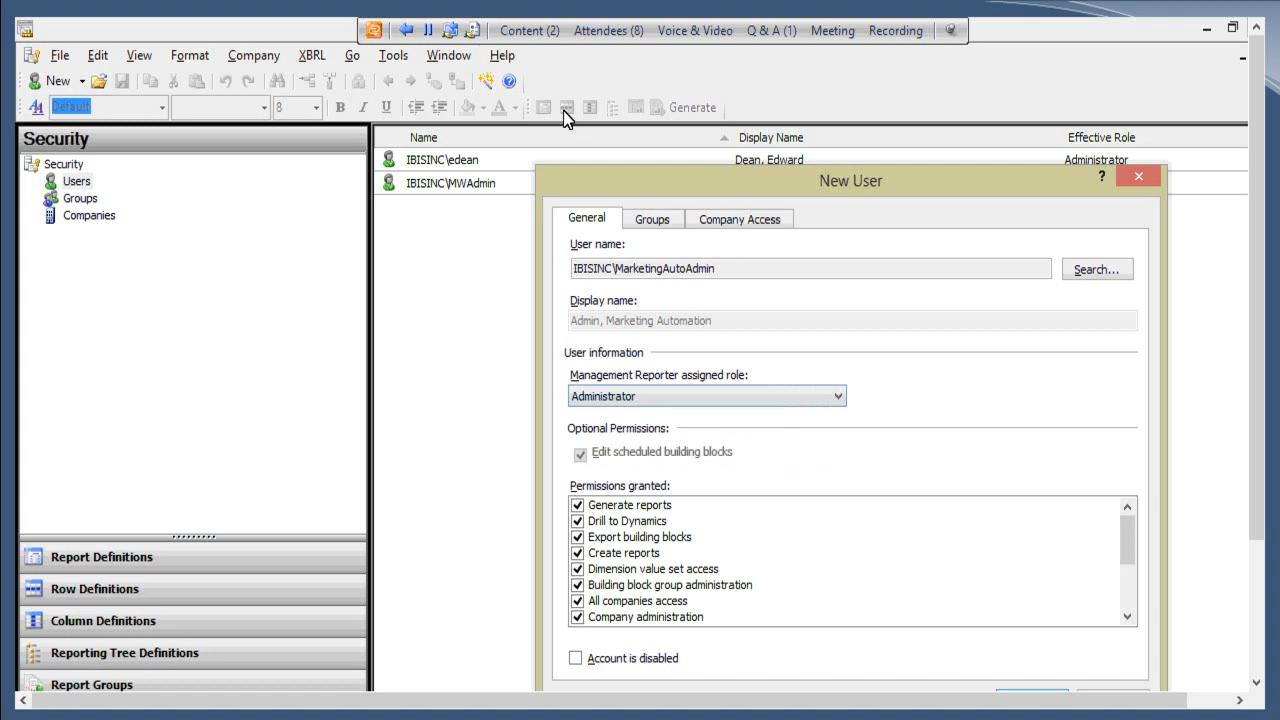 Content (2) Attendees (8) Voice & Video Q & A (1) Meeting Recording
File Edit View Format Company XBRL Go Tools Window Help
New
Default 8 B I U A Generate
Security
Security
Users
Groups
Companies
Report Definitions
Row Definitions
Column Definitions
Reporting Tree Definitions
Report Groups
Name Display Name Effective Role
IBISINC\edean Dean, Edward Administrator
IBISINC\MWAdmin
New User ?
General Groups Company Access
User name:
IBISINC\MarketingAutoAdmin Search...
Display name:
Admin, Marketing Automation
User information
Management Reporter assigned role:
Administrator
Optional Permissions:
Edit scheduled building blocks
Permissions granted:
Generate reports
Drill to Dynamics
Export building blocks
Create reports
Dimension value set access
Building block group administration
All companies access
Company administration
Account is disabled